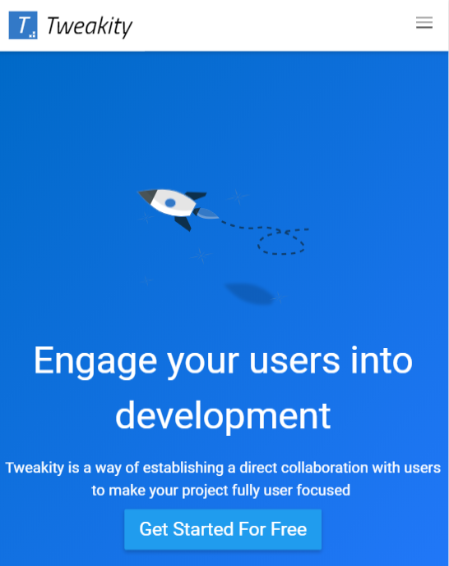 T.
Tweakity
Engage your users into
development
Tweakity is a way of establishing a direct collaboration with users
to make your project fully user focused
Get Started For Free